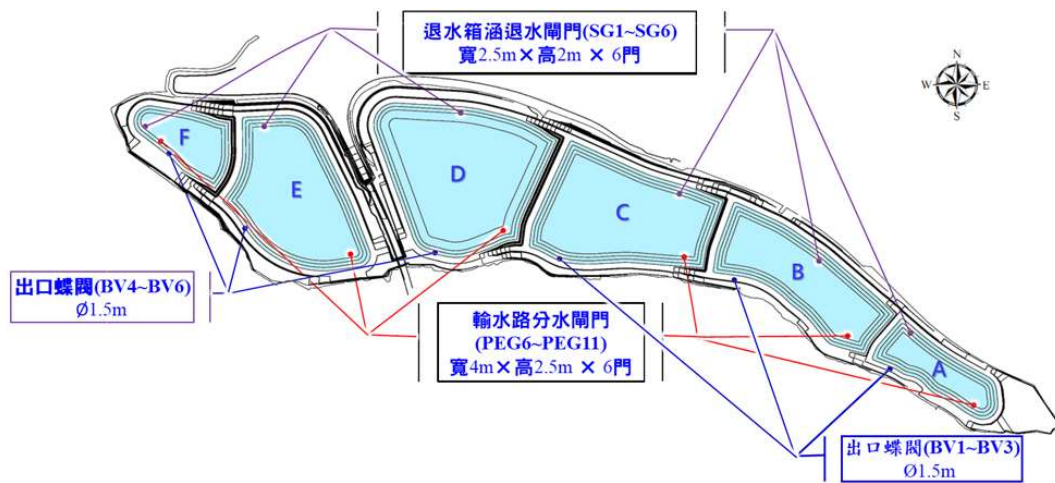 退水箱涵退水閘門(SG1~SG6)
寬2.5m×高2m × 6門
N
W
E
S
F
E
D
C
B
A
出口蝶閥(BV4~BV6)
Ø1.5m
輸水路分水閘門
(PEG6~PEG11)
寬4m×高2.5m × 6門
出口蝶閥(BV1~BV3)
Ø1.5m